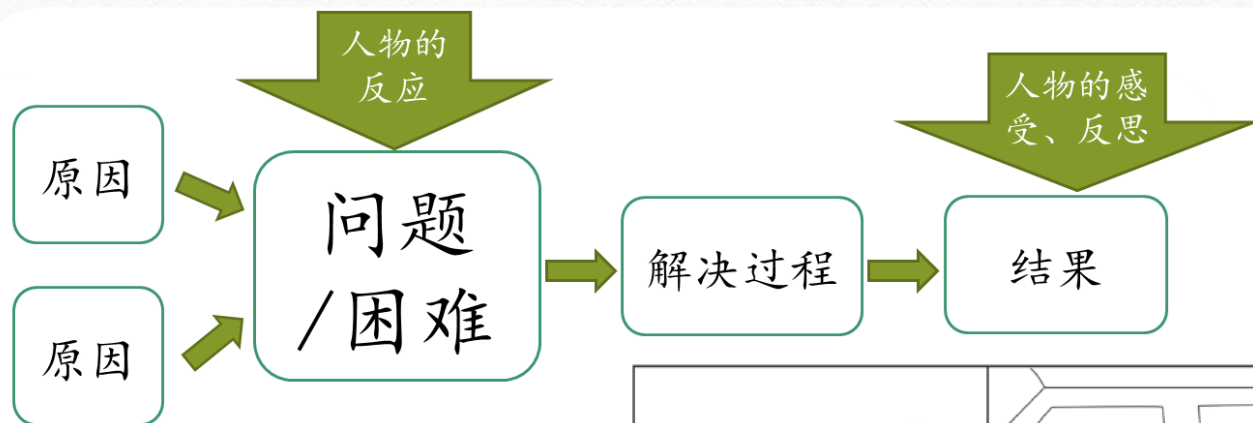 人物的
反应
人物的感
受、反思
原因
问题
/困难
解决过程
结果
原因